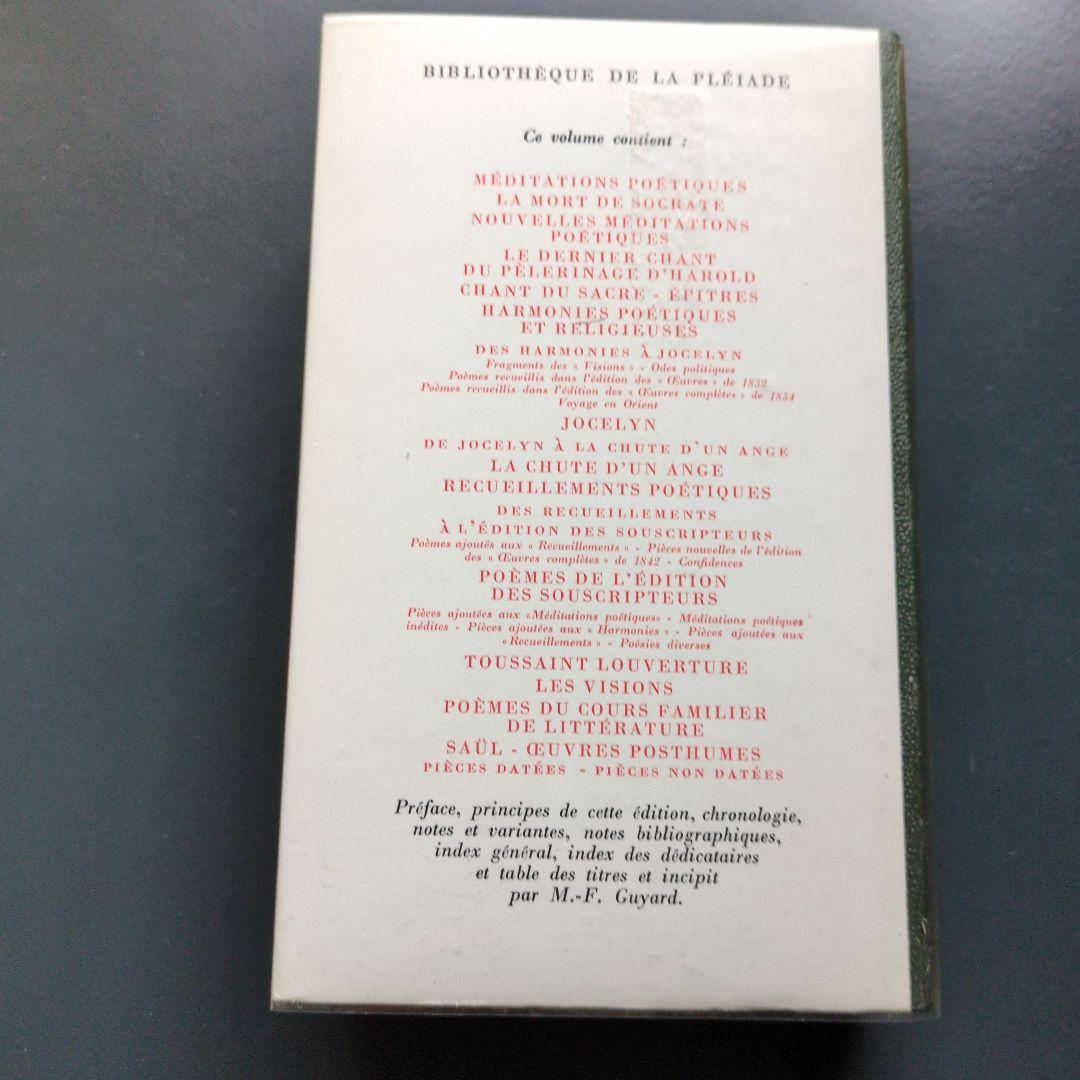 BIBLIOTHÈQUE DE LA PLÉIADE
Ce volume contient :
MÉDITATIONS POÉTIQUES
LA MORT DE SOCRATE
NOUVELLES MÉDITATIONS
POÉTIQUES
LE DERNIER CHANT
DU PÈLERINAGE D'HAROLD
CHANT DU SACRE - ÉPITRES
HARMONIES POÉTIQUES
ET RELIGIEUSES
DES HARMONIES À JOCELYN
Fragments des « Visions » - Odes politiques
Poèmes recueillis dans l'édition des « Œuvres » de 1832
Poèmes recueillis dans l'édition des « Œuvres complètes » de 1834
Voyage en Orient
JOCELYN
DE JOCELYN À LA CHUTE D'UN ANGE
LA CHUTE D'UN ANGE
RECUEILLEMENTS POÉTIQUES
DES RECUEILLEMENTS
À L'ÉDITION DES SOUSCRIPTEURS
Poèmes ajoutés aux « Recueillements » - Pièces nouvelles de l'édition
des « Œuvres complètes » de 1842 - Confidences
POÈMES DE L'ÉDITION
DES SOUSCRIPTEURS
Pièces ajoutées aux «Méditations poétiques» - Méditations poétiques
inédites - Pièces ajoutées aux « Harmonies » - Pièces ajoutées aux
«Recueillements » - Poésies diverses
TOUSSAINT LOUVERTURE
LES VISIONS
POÈMES DU COURS FAMILIER
DE LITTÉRATURE
SAÜL - ŒUVRES POSTHUMES
PIÈCES DATÉES - PIÈCES NON DATÉES
Préface, principes de cette édition, chronologie,
notes et variantes, notes bibliographiques,
index général, index des dédicataires
et table des titres et incipit
par M.-F. Guyard.